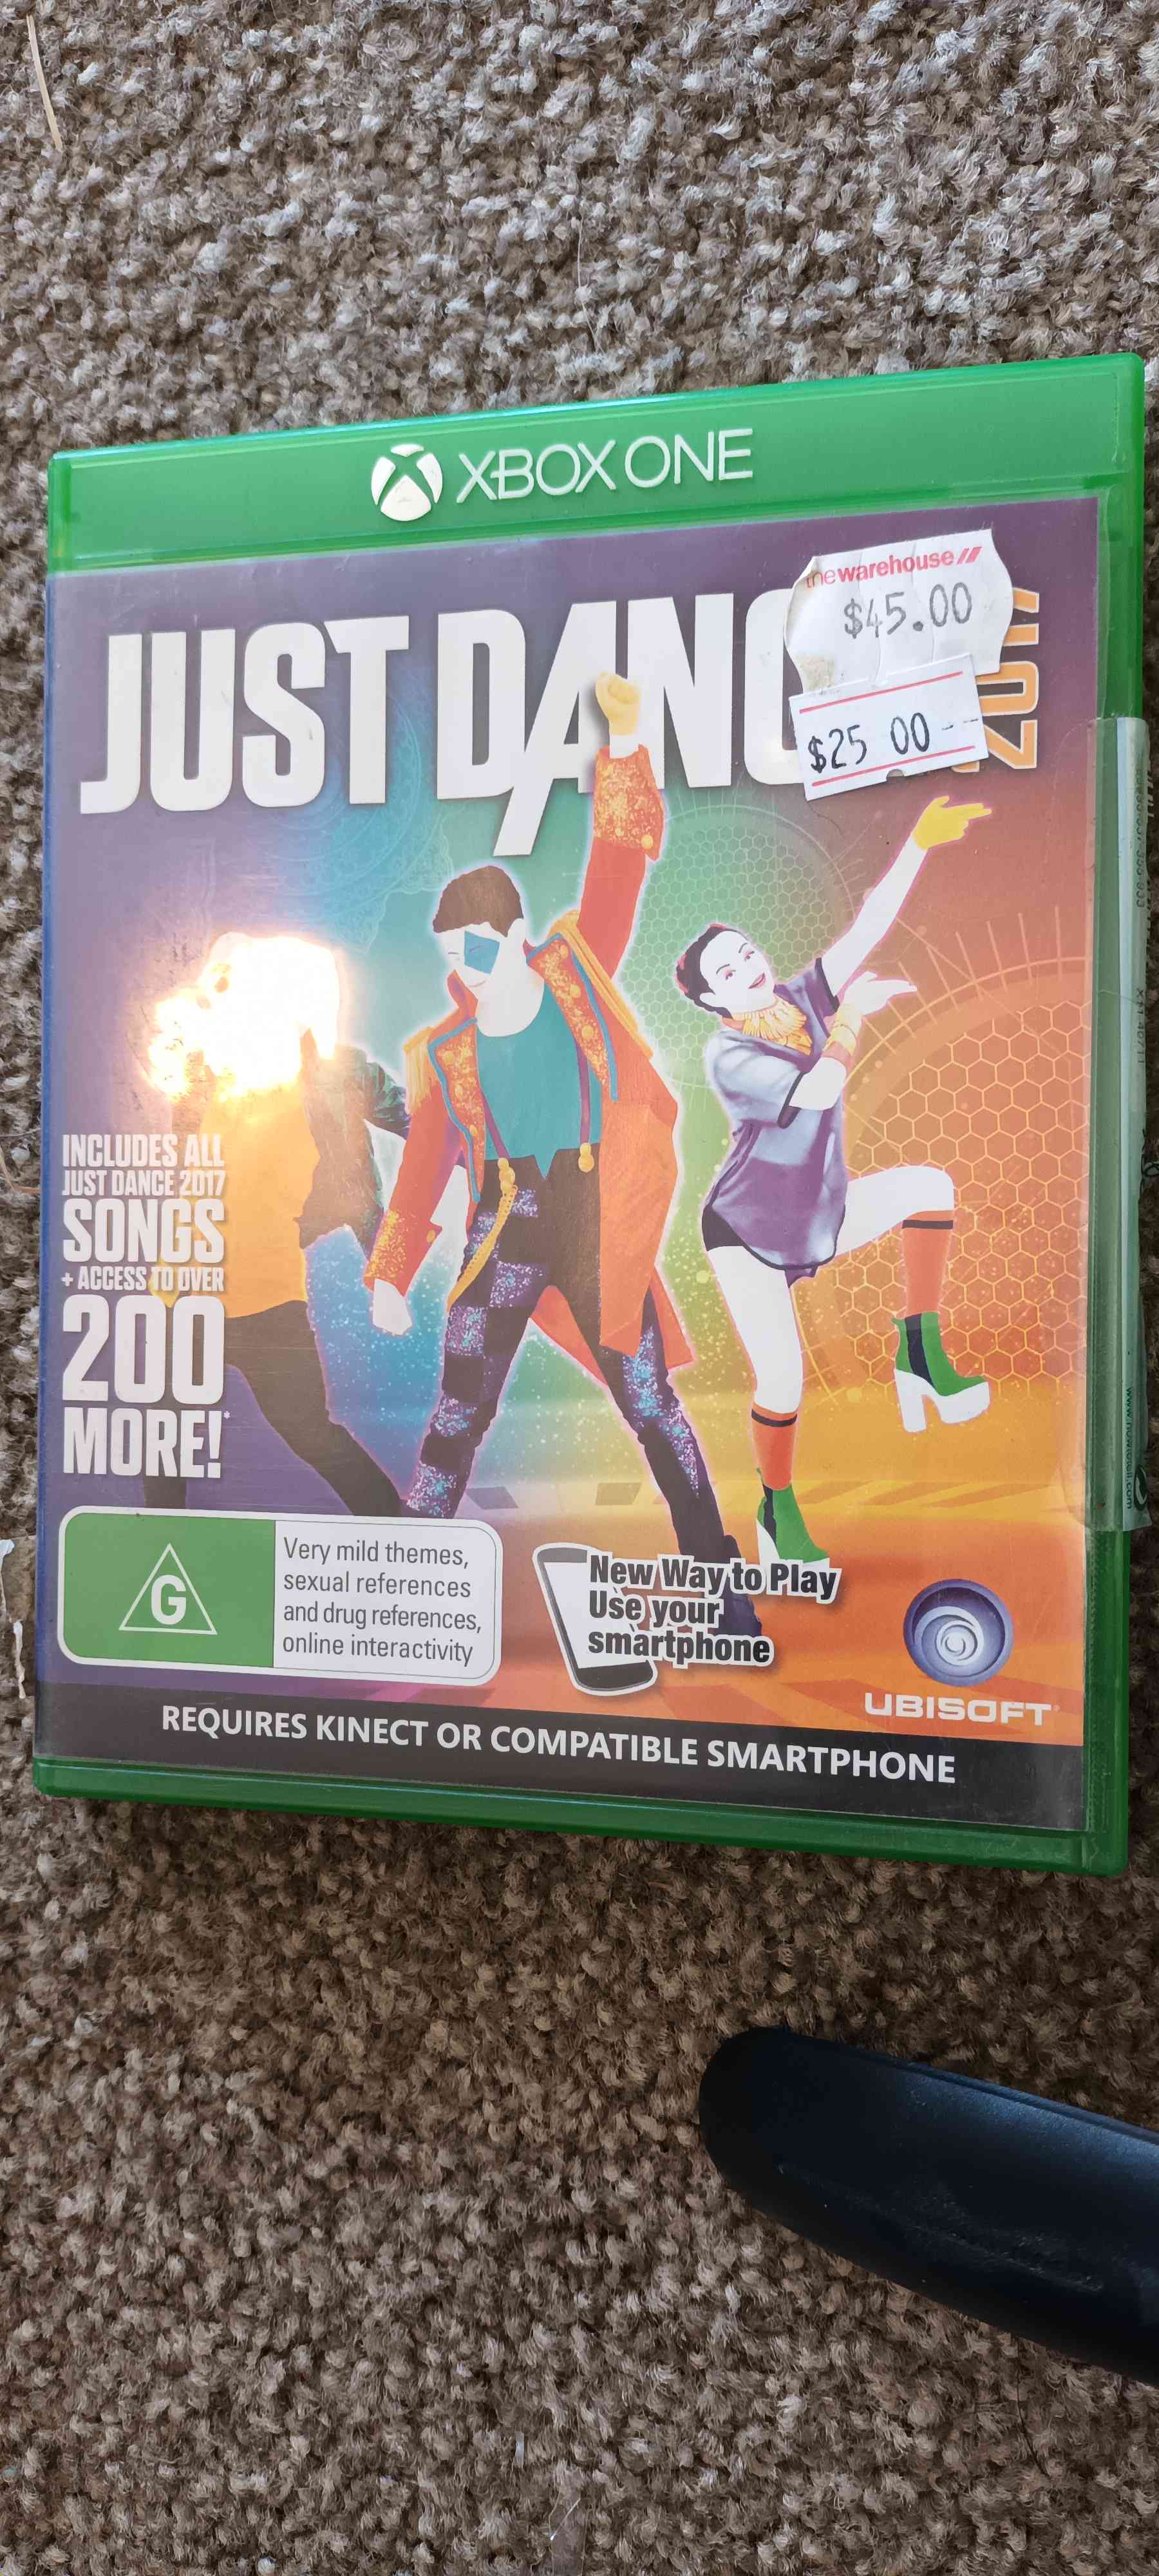 XBOX ONE
JUST DANC
2017
thewarehouse
$45.00
$25 00--
INCLUDES ALL
JUST DANCE 2017
SONGS
+ ACCESS TO OVER
200
MORE!*
G
Very mild themes,
sexual references
and drug references,
online interactivity
New Way to Play
Use your
smartphone
UBISOFT
REQUIRES KINECT OR COMPATIBLE SMARTPHONE